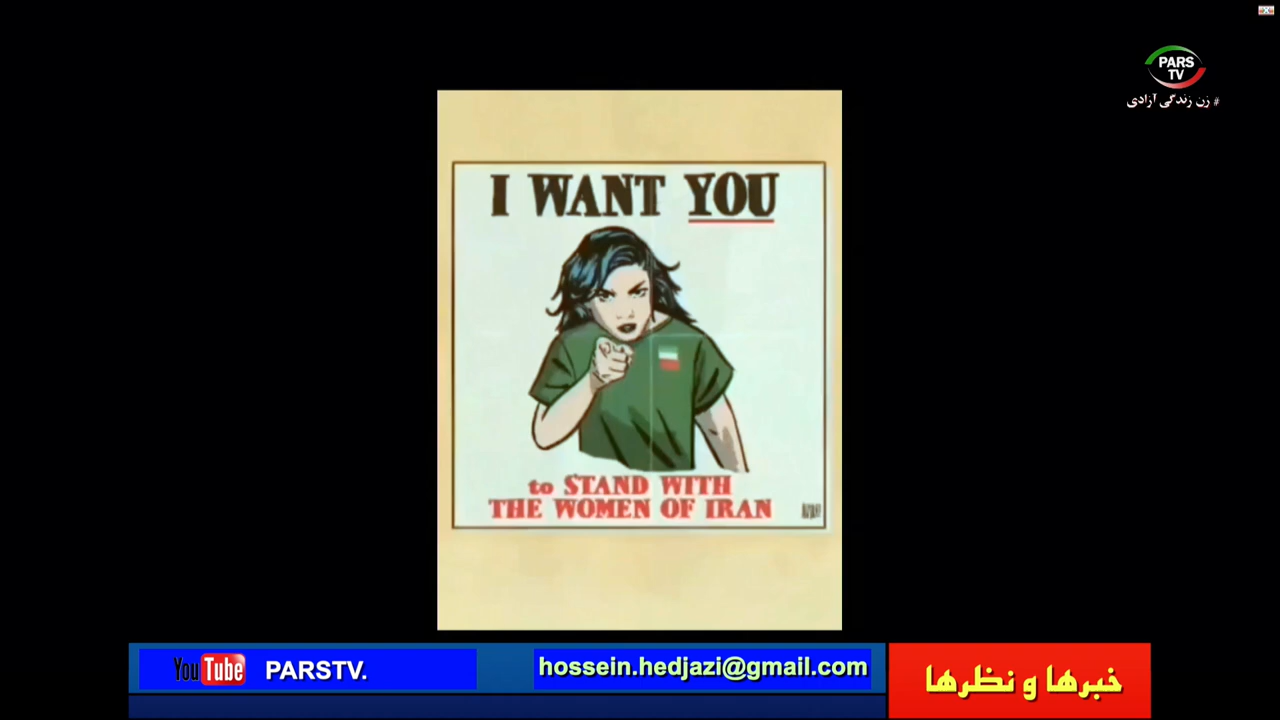 PARS
TV
# زن زندگی آزادی
I WANT YOU
to STAND WITH
THE WOMEN OF IRAN
YouTube PARSTV.
hossein.hedjazi@gmail.com
خبرها و نظرها